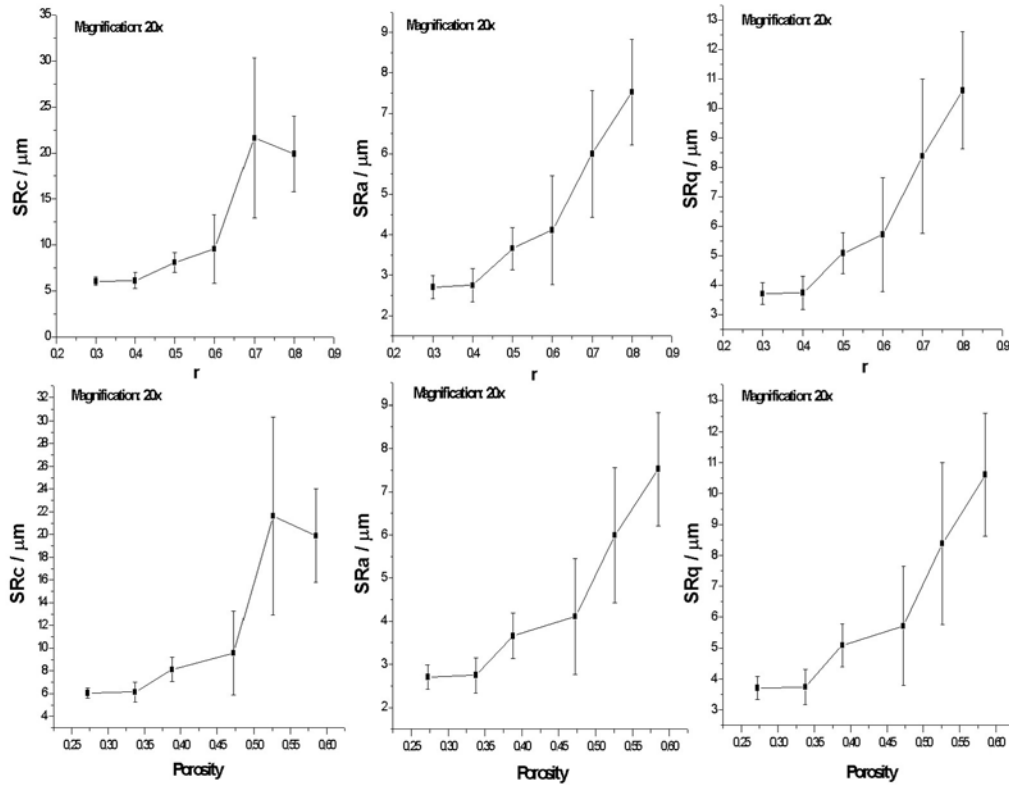 Magnification: 20x
SRc / μm
35
30
25
20
15
10
5
0
0,2 0,3 0,4 0,5 0,6 0,7 0,8 0,9
r
Magnification: 20x
SRa / μm
9
8
7
6
5
4
3
2
0,2 0,3 0,4 0,5 0,6 0,7 0,8 0,9
r
Magnification: 20x
SRq / μm
13
12
11
10
9
8
7
6
5
4
3
0,2 0,3 0,4 0,5 0,6 0,7 0,8 0,9
r
Magnification: 20x
SRc / μm
32
30
28
26
24
22
20
18
16
14
12
10
8
6
4
0,25 0,30 0,35 0,40 0,45 0,50 0,55 0,60
Porosity
Magnification: 20x
SRa / μm
9
8
7
6
5
4
3
2
0,25 0,30 0,35 0,40 0,45 0,50 0,55 0,60
Porosity
Magnification: 20x
SRq / μm
13
12
11
10
9
8
7
6
5
4
3
0,25 0,30 0,35 0,40 0,45 0,50 0,55 0,60
Porosity